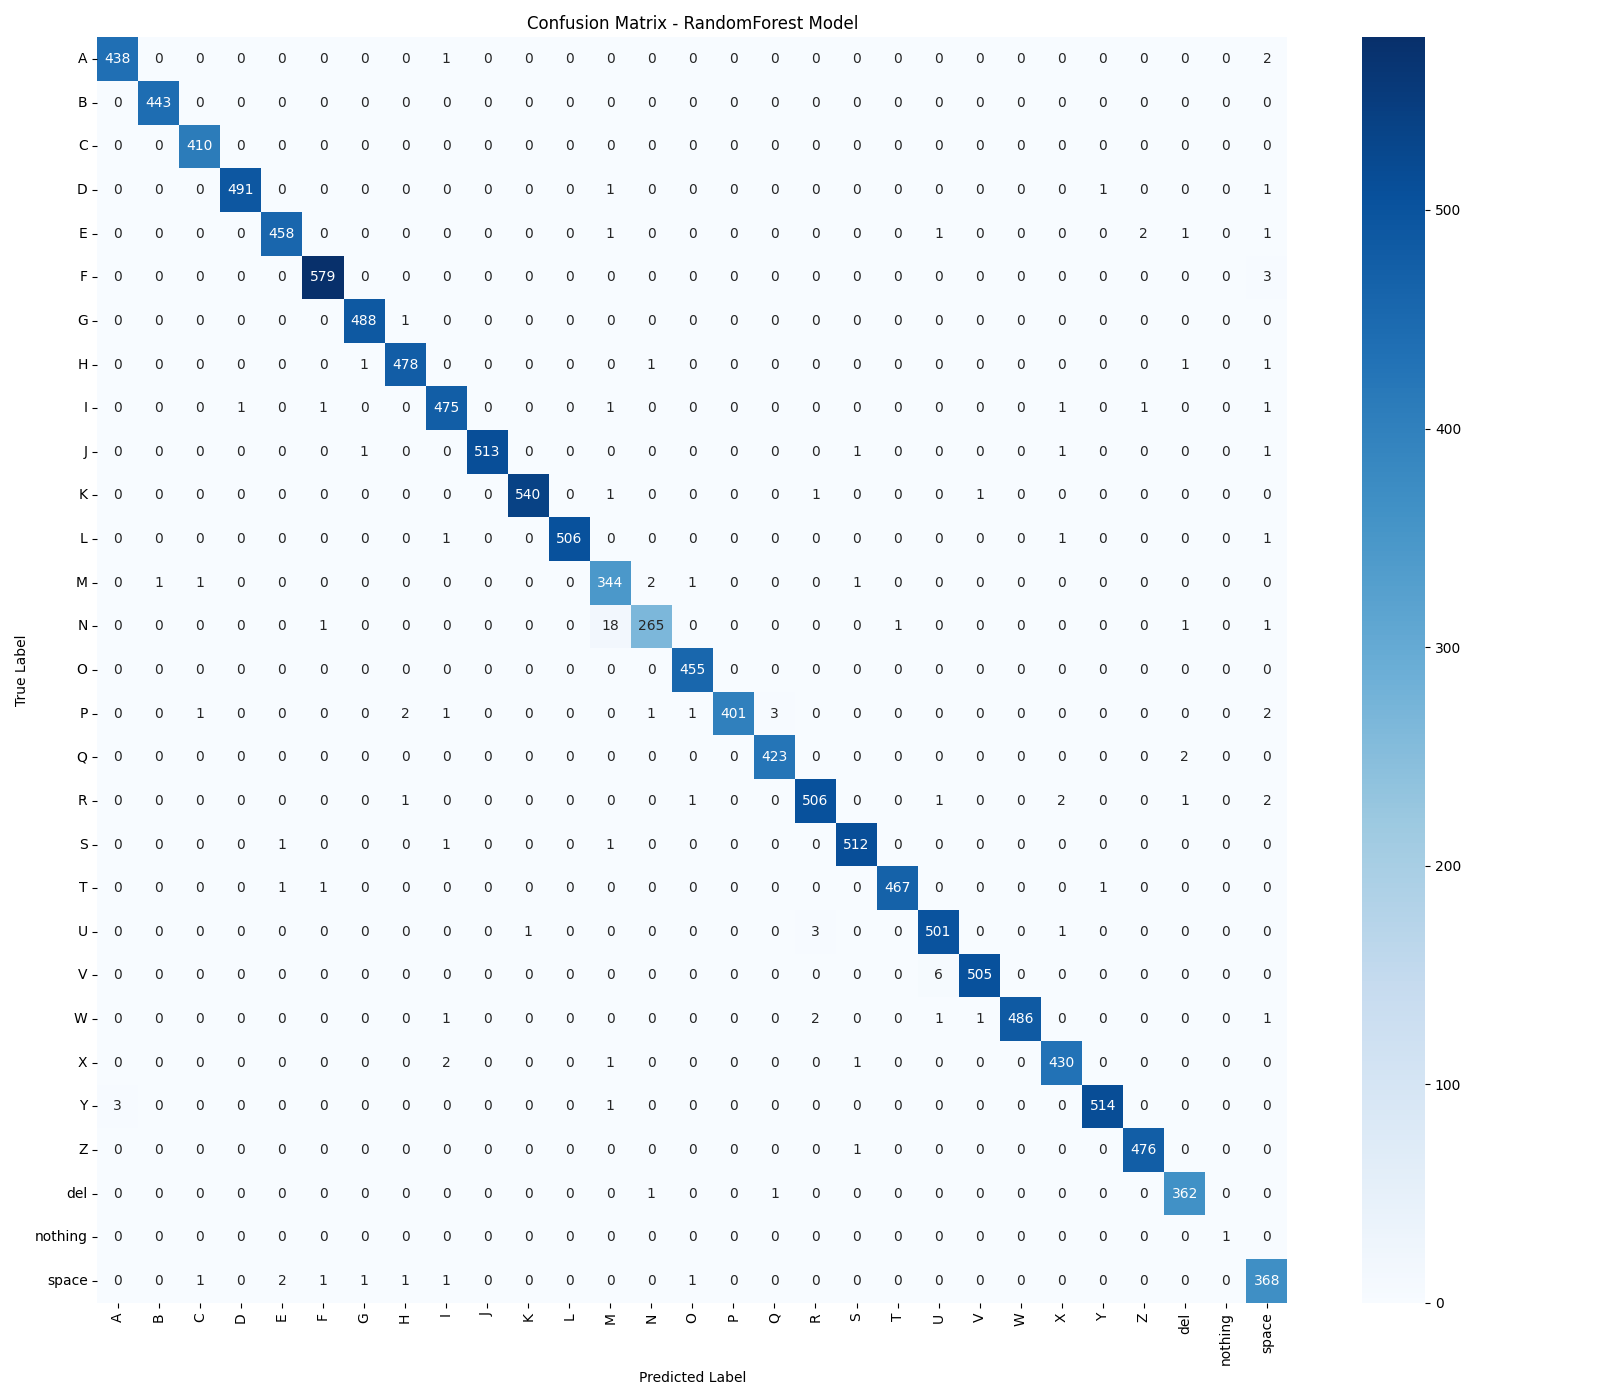 Confusion Matrix - RandomForest Model
A 438 0 0 0 0 0 0 0 1 0 0 0 0 0 0 0 0 0 0 0 0 0 0 0 0 0 0 0 2
B 0 443 0 0 0 0 0 0 0 0 0 0 0 0 0 0 0 0 0 0 0 0 0 0 0 0 0 0 0
C 0 0 410 0 0 0 0 0 0 0 0 0 0 0 0 0 0 0 0 0 0 0 0 0 0 0 0 0 0
D 0 0 0 491 0 0 0 0 0 0 0 0 1 0 0 0 0 0 0 0 0 0 0 0 1 0 0 0 1
E 0 0 0 0 458 0 0 0 0 0 0 0 1 0 0 0 0 0 0 0 1 0 0 0 0 2 1 0 1
F 0 0 0 0 0 579 0 0 0 0 0 0 0 0 0 0 0 0 0 0 0 0 0 0 0 0 0 0 3
G 0 0 0 0 0 0 488 1 0 0 0 0 0 0 0 0 0 0 0 0 0 0 0 0 0 0 0 0 0
H 0 0 0 0 0 0 1 478 0 0 0 0 0 1 0 0 0 0 0 0 0 0 0 0 0 0 1 0 1
I 0 0 0 1 0 1 0 0 475 0 0 0 1 0 0 0 0 0 0 0 0 0 0 1 0 1 0 0 1
J 0 0 0 0 0 0 1 0 0 513 0 0 0 0 0 0 0 0 1 0 0 0 0 1 0 0 0 0 1
K 0 0 0 0 0 0 0 0 0 0 540 0 1 0 0 0 0 1 0 0 0 1 0 0 0 0 0 0 0
L 0 0 0 0 0 0 0 0 1 0 0 506 0 0 0 0 0 0 0 0 0 0 0 1 0 0 0 0 1
M 0 1 1 0 0 0 0 0 0 0 0 0 344 2 1 0 0 0 1 0 0 0 0 0 0 0 0 0 0
N 0 0 0 0 0 1 0 0 0 0 0 0 18 265 0 0 0 0 0 1 0 0 0 0 0 0 1 0 1
O 0 0 0 0 0 0 0 0 0 0 0 0 0 0 455 0 0 0 0 0 0 0 0 0 0 0 0 0 0
P 0 0 1 0 0 0 0 2 1 0 0 0 0 1 1 401 3 0 0 0 0 0 0 0 0 0 0 0 2
Q 0 0 0 0 0 0 0 0 0 0 0 0 0 0 0 0 423 0 0 0 0 0 0 0 0 0 2 0 0
R 0 0 0 0 0 0 0 1 0 0 0 0 0 0 1 0 0 506 0 0 1 0 0 2 0 0 1 0 2
S 0 0 0 0 1 0 0 0 1 0 0 0 1 0 0 0 0 0 512 0 0 0 0 0 0 0 0 0 0
T 0 0 0 0 1 1 0 0 0 0 0 0 0 0 0 0 0 0 0 467 0 0 0 0 1 0 0 0 0
U 0 0 0 0 0 0 0 0 0 0 1 0 0 0 0 0 0 3 0 0 501 0 0 1 0 0 0 0 0
V 0 0 0 0 0 0 0 0 0 0 0 0 0 0 0 0 0 0 0 0 6 505 0 0 0 0 0 0 0
W 0 0 0 0 0 0 0 0 1 0 0 0 0 0 0 0 0 2 0 0 1 1 486 0 0 0 0 0 1
X 0 0 0 0 0 0 0 0 2 0 0 0 1 0 0 0 0 0 1 0 0 0 0 430 0 0 0 0 0
Y 3 0 0 0 0 0 0 0 0 0 0 0 1 0 0 0 0 0 0 0 0 0 0 0 514 0 0 0 0
Z 0 0 0 0 0 0 0 0 0 0 0 0 0 0 0 0 0 0 1 0 0 0 0 0 0 476 0 0 0
del 0 0 0 0 0 0 0 0 0 0 0 0 0 1 0 0 1 0 0 0 0 0 0 0 0 0 362 0 0
nothing 0 0 0 0 0 0 0 0 0 0 0 0 0 0 0 0 0 0 0 0 0 0 0 0 0 0 0 1 0
space 0 0 1 0 2 1 1 1 1 0 0 0 0 0 1 0 0 0 0 0 0 0 0 0 0 0 0 0 368
A B C D E F G H I J K L M N O P Q R S T U V W X Y Z del nothing space
Predicted Label
True Label
500
400
300
200
100
0